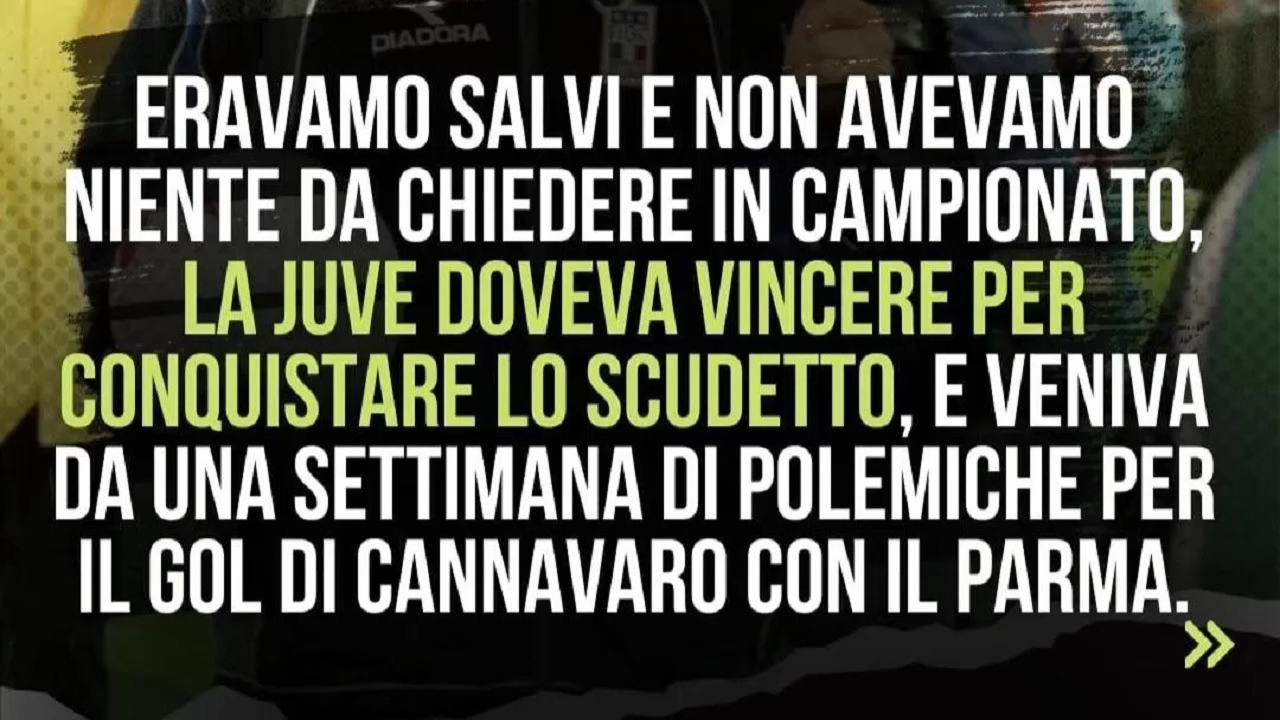 DIADORA
ERAVAMO SALVI E NON AVEVAMO
NIENTE DA CHIEDERE IN CAMPIONATO,
LA JUVE DOVEVA VINCERE PER
CONQUISTARE LO SCUDETTO, E VENIVA
DA UNA SETTIMANA DI POLEMICHE PER
IL GOL DI CANNAVARO CON IL PARMA.